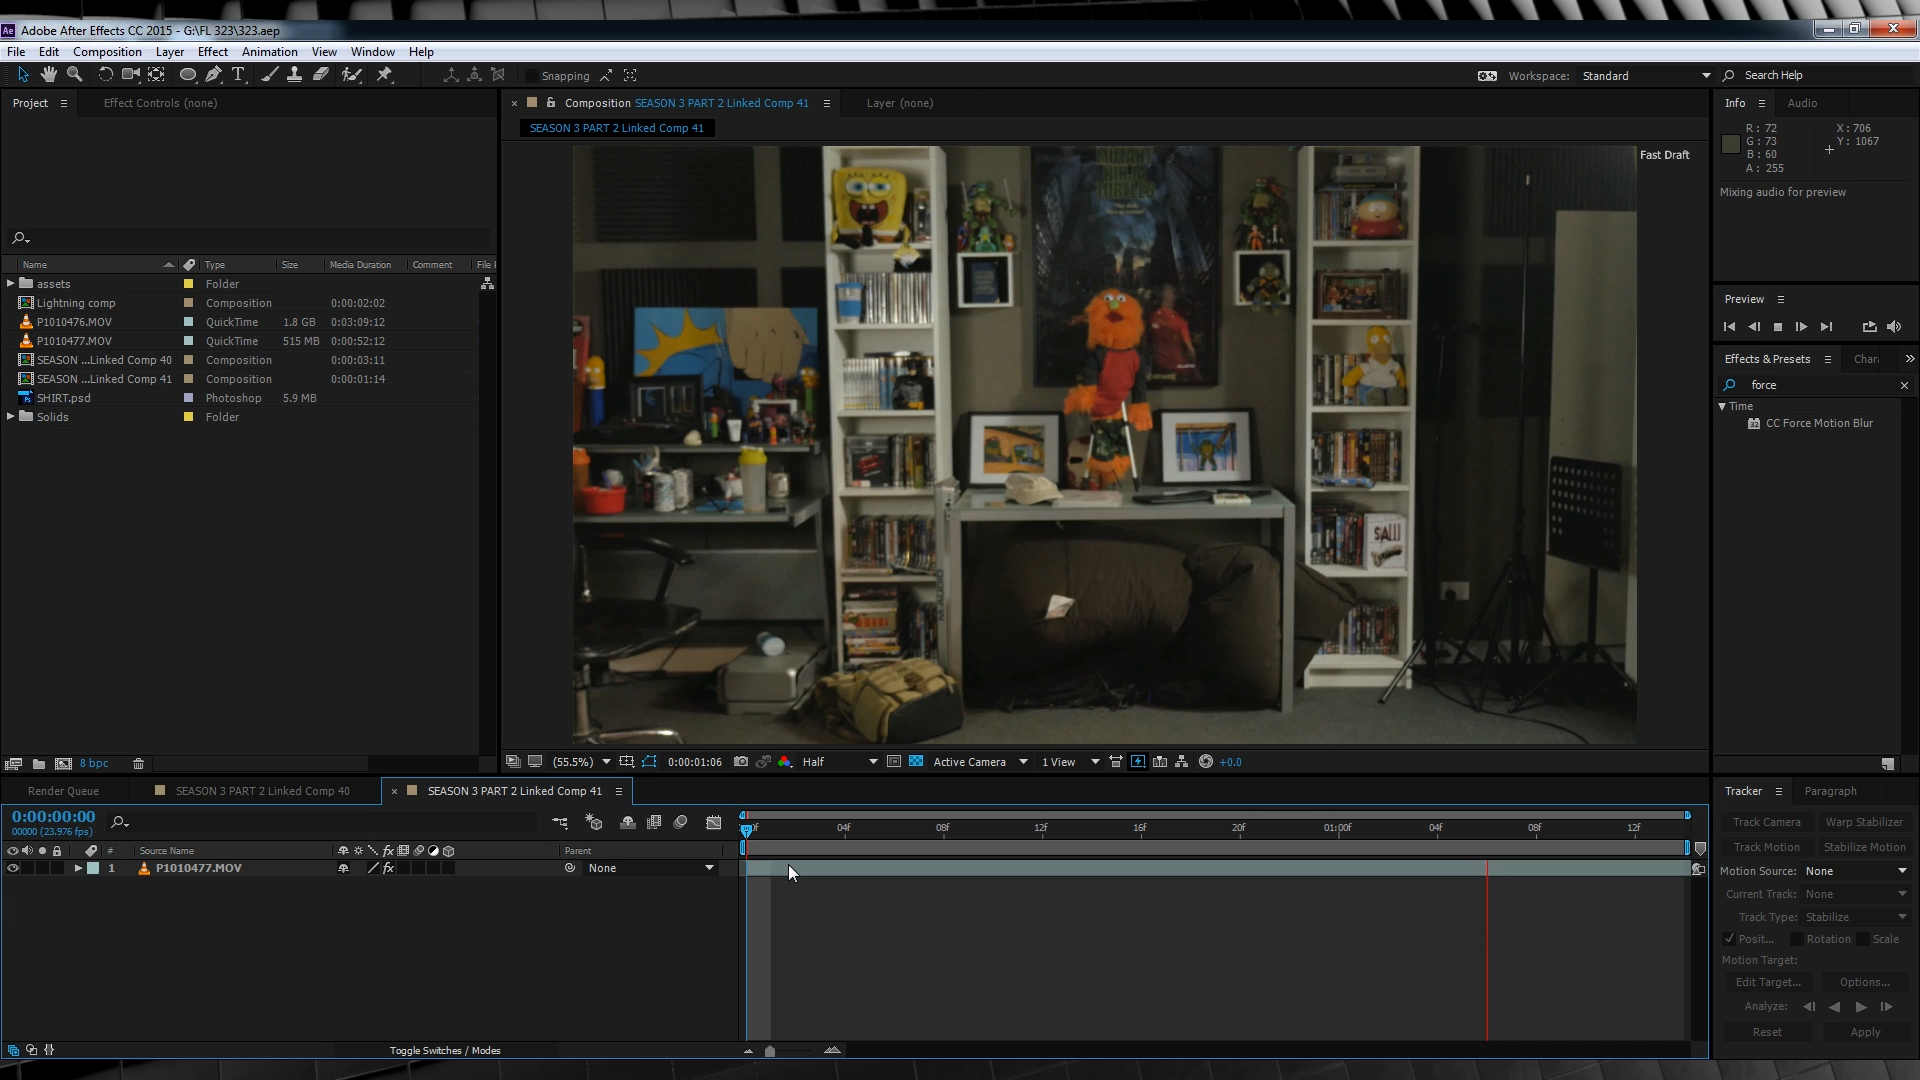 Adobe After Effects CC 2015 - G:\FL 323\323.aep
File Edit Composition Layer Effect Animation View Window Help
Snapping
Workspace: Standard
Search Help
Project
Effect Controls (none)
Composition SEASON 3 PART 2 Linked Comp 41
Layer (none)
Info
Audio
SEASON 3 PART 2 Linked Comp 41
R : 72
G : 73
B : 60
A : 255
X : 706
Y : 1067
Fast Draft
Mixing audio for preview
Name Type Size Media Duration Comment File
assets Folder
Lightning comp Composition 0:00:02:02
P1010476.MOV QuickTime 1.8 GB 0:03:09:12
P1010477.MOV QuickTime 515 MB 0:00:52:12
SEASON ...Linked Comp 40 Composition 0:00:03:11
SEASON ...Linked Comp 41 Composition 0:00:01:14
SHIRT.psd Photoshop 5.9 MB
Solids Folder
MUTANT
NINJA
TURTLES
SAW
Preview
Effects & Presets
force
Time
CC Force Motion Blur
8 bpc
(55.5%) 0:00:01:06 Half Active Camera 1 View +0.0
Render Queue
SEASON 3 PART 2 Linked Comp 40
SEASON 3 PART 2 Linked Comp 41
Tracker
Paragraph
0:00:00:00
00000 (23.976 fps)
04f 08f 12f 16f 20f 01:00f 04f 08f 12f
# Source Name Parent
1 P1010477.MOV None
Track Camera Warp Stabilizer
Track Motion Stabilize Motion
Motion Source: None
Current Track: None
Track Type: Stabilize
Posit... Rotation Scale
Motion Target:
Edit Target... Options...
Analyze:
Reset Apply
Toggle Switches / Modes